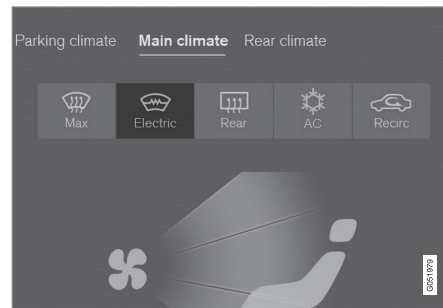 Parking climate Main climate Rear climate
Max Electric Rear AC Recirc
G051979